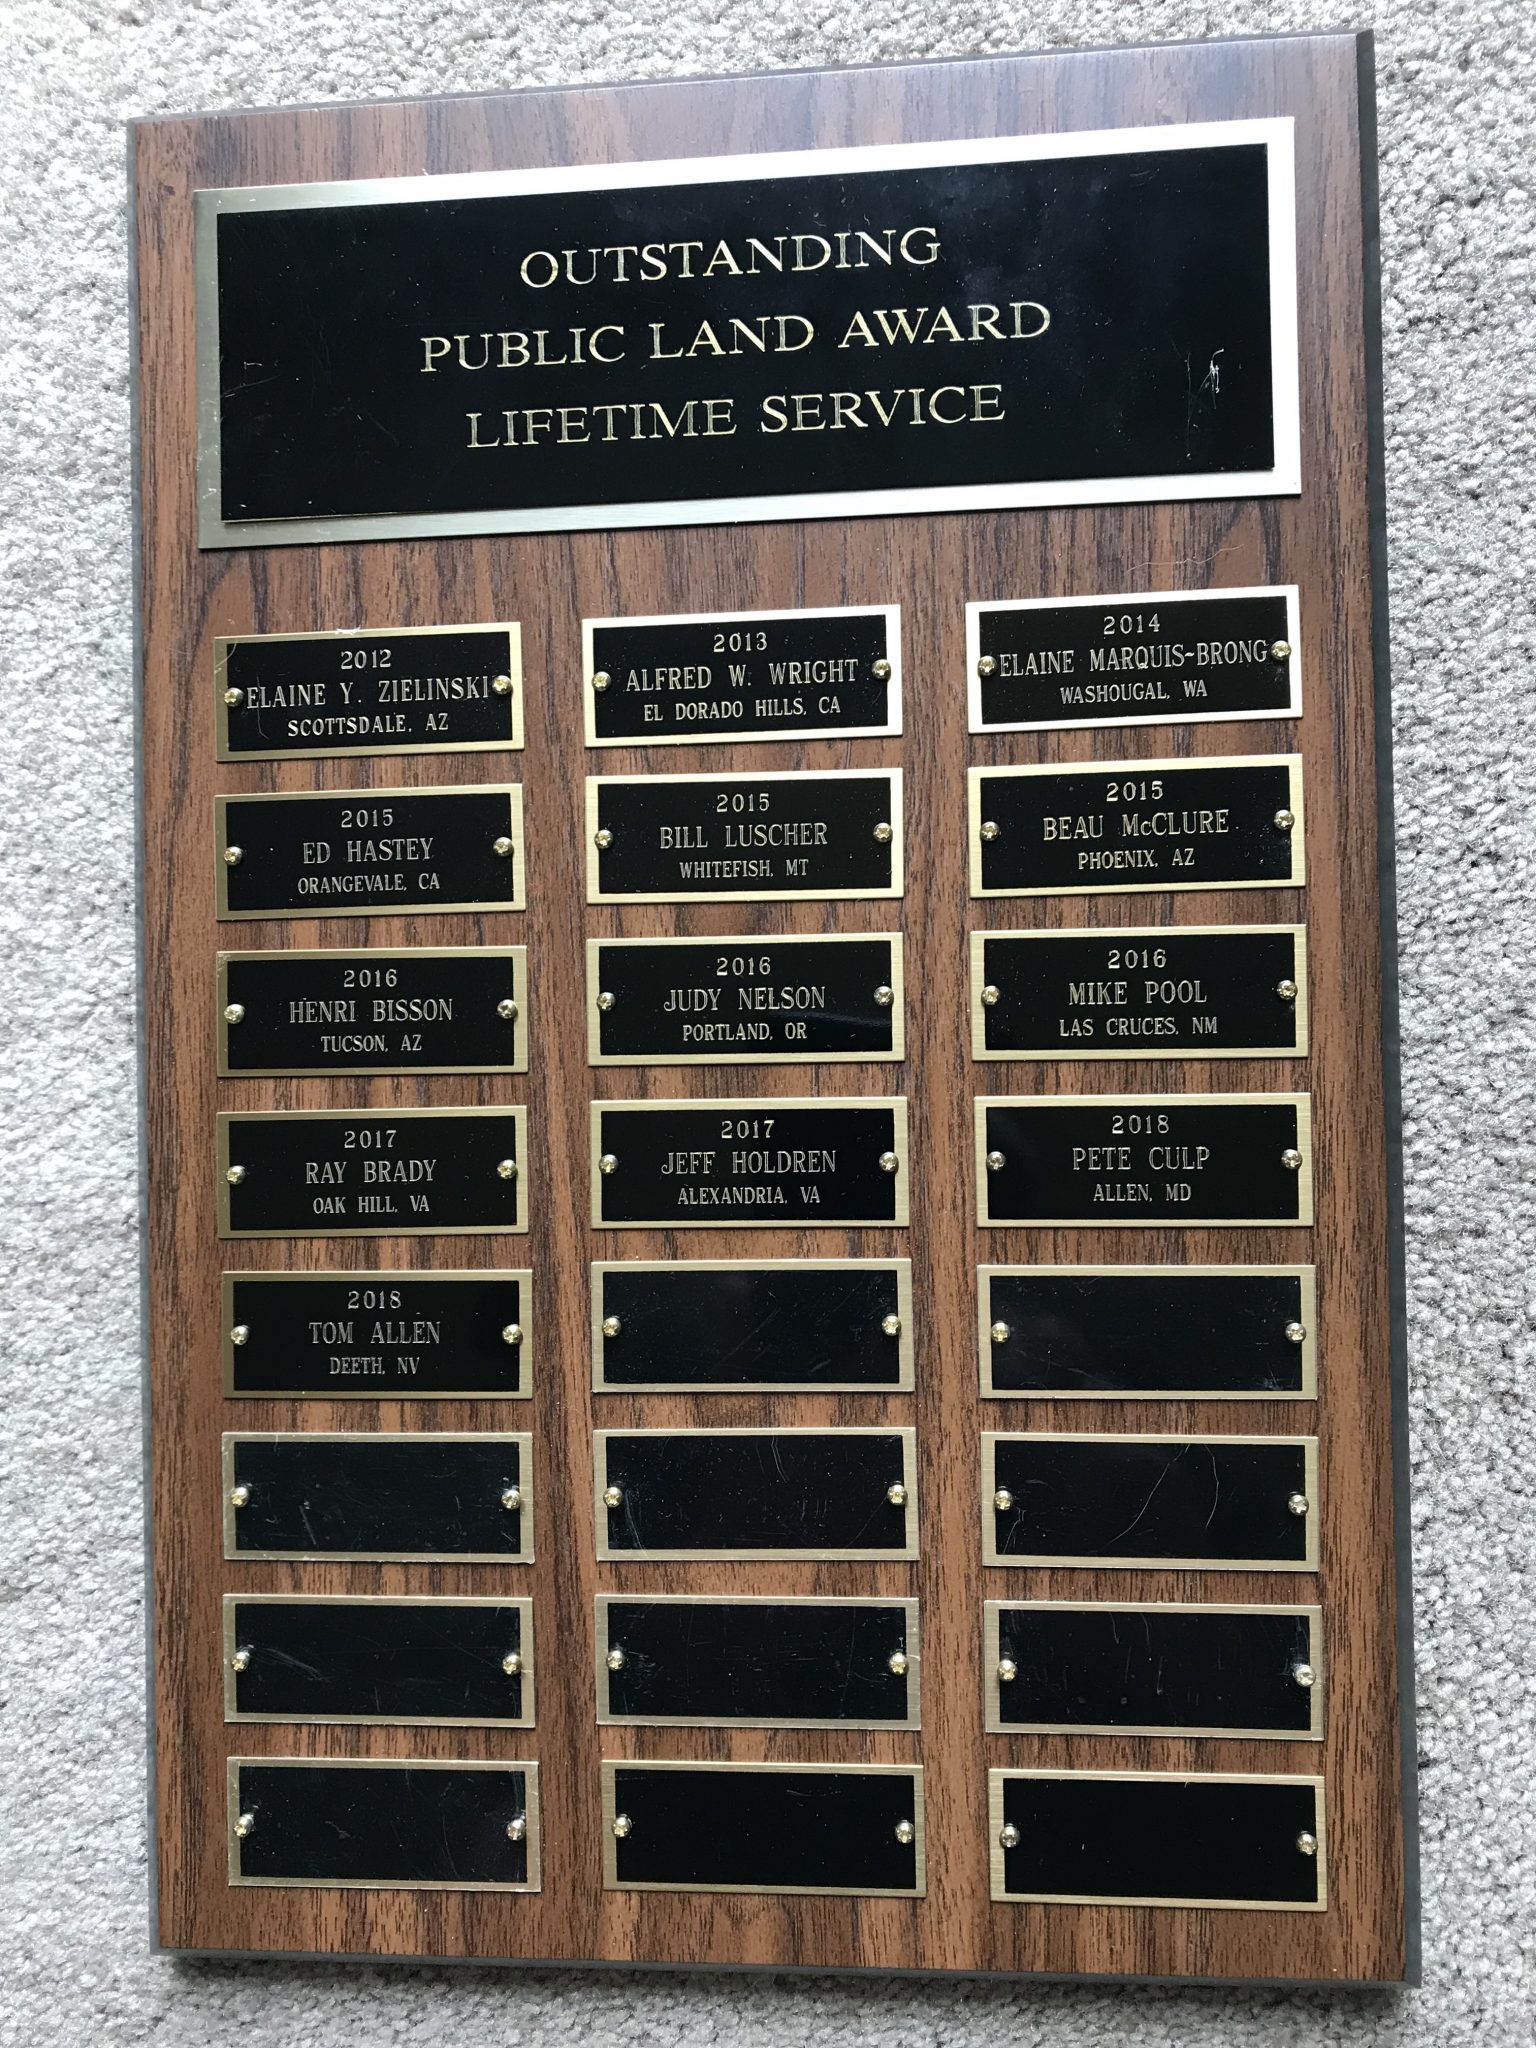 OUTSTANDING
PUBLIC LAND AWARD
LIFETIME SERVICE
2012
ELAINE Y. ZIELINSKI
SCOTTSDALE, AZ
2013
ALFRED W. WRIGHT
EL DORADO HILLS, CA
2014
ELAINE MARQUIS-BRONG
WASHOUGAL, WA
2015
ED HASTEY
ORANGEVALE, CA
2015
BILL LUSCHER
WHITEFISH, MT
2015
BEAU McCLURE
PHOENIX, AZ
2016
HENRI BISSON
TUCSON, AZ
2016
JUDY NELSON
PORTLAND, OR
2016
MIKE POOL
LAS CRUCES, NM
2017
RAY BRADY
OAK HILL, VA
2017
JEFF HOLDREN
ALEXANDRIA, VA
2018
PETE CULP
ALLEN, MD
2018
TOM ALLEN
DEETH, NV